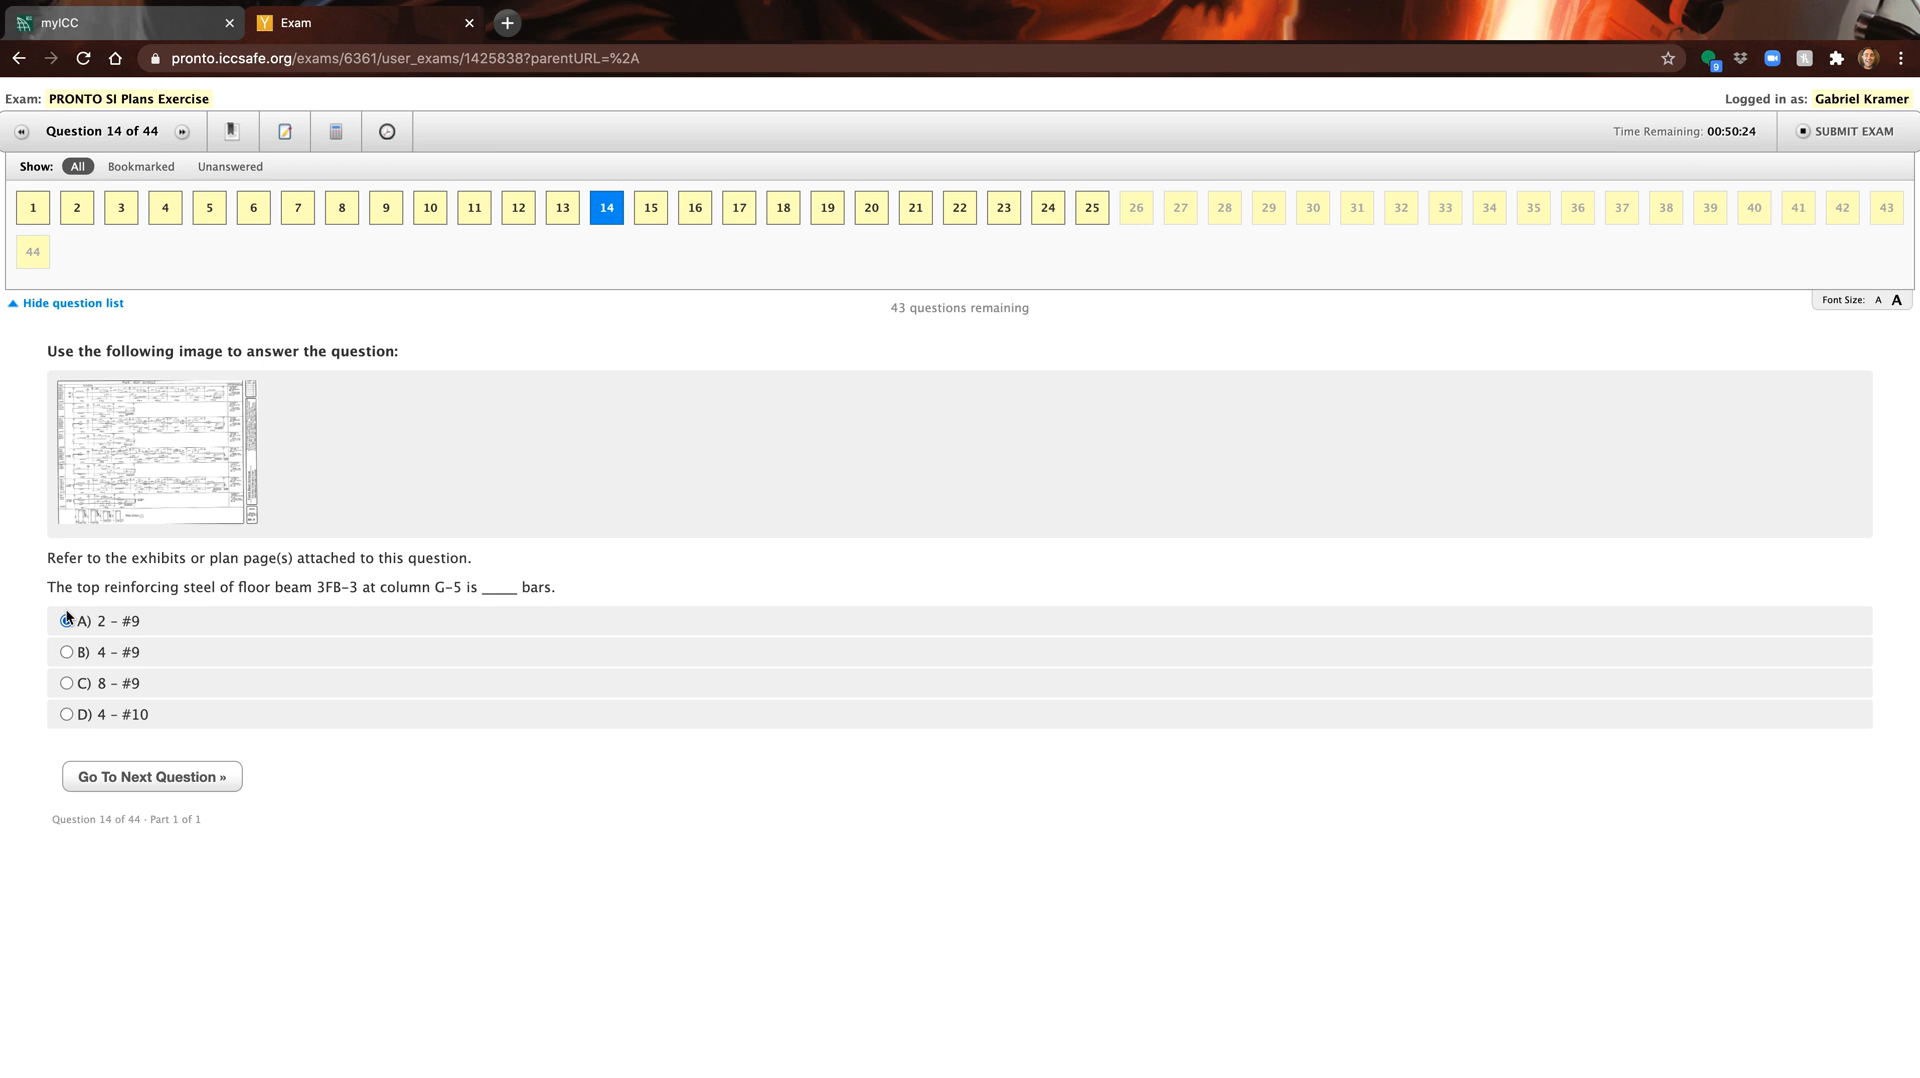 myICC
Exam
pronto.iccsafe.org/exams/6361/user_exams/1425838?parentURL=%2A
9
Exam: PRONTO SI Plans Exercise
Logged in as: Gabriel Kramer
Question 14 of 44
Time Remaining: 00:50:24
SUBMIT EXAM
Show: All Bookmarked Unanswered
1 2 3 4 5 6 7 8 9 10 11 12 13 14 15 16 17 18 19 20 21 22 23 24 25 26 27 28 29 30 31 32 33 34 35 36 37 38 39 40 41 42 43
44
Hide question list
43 questions remaining
Font Size: A A
Use the following image to answer the question:
Refer to the exhibits or plan page(s) attached to this question.
The top reinforcing steel of floor beam 3FB-3 at column G-5 is _____ bars.
A) 2 - #9
B) 4 - #9
C) 8 - #9
D) 4 - #10
Go To Next Question »
Question 14 of 44 - Part 1 of 1